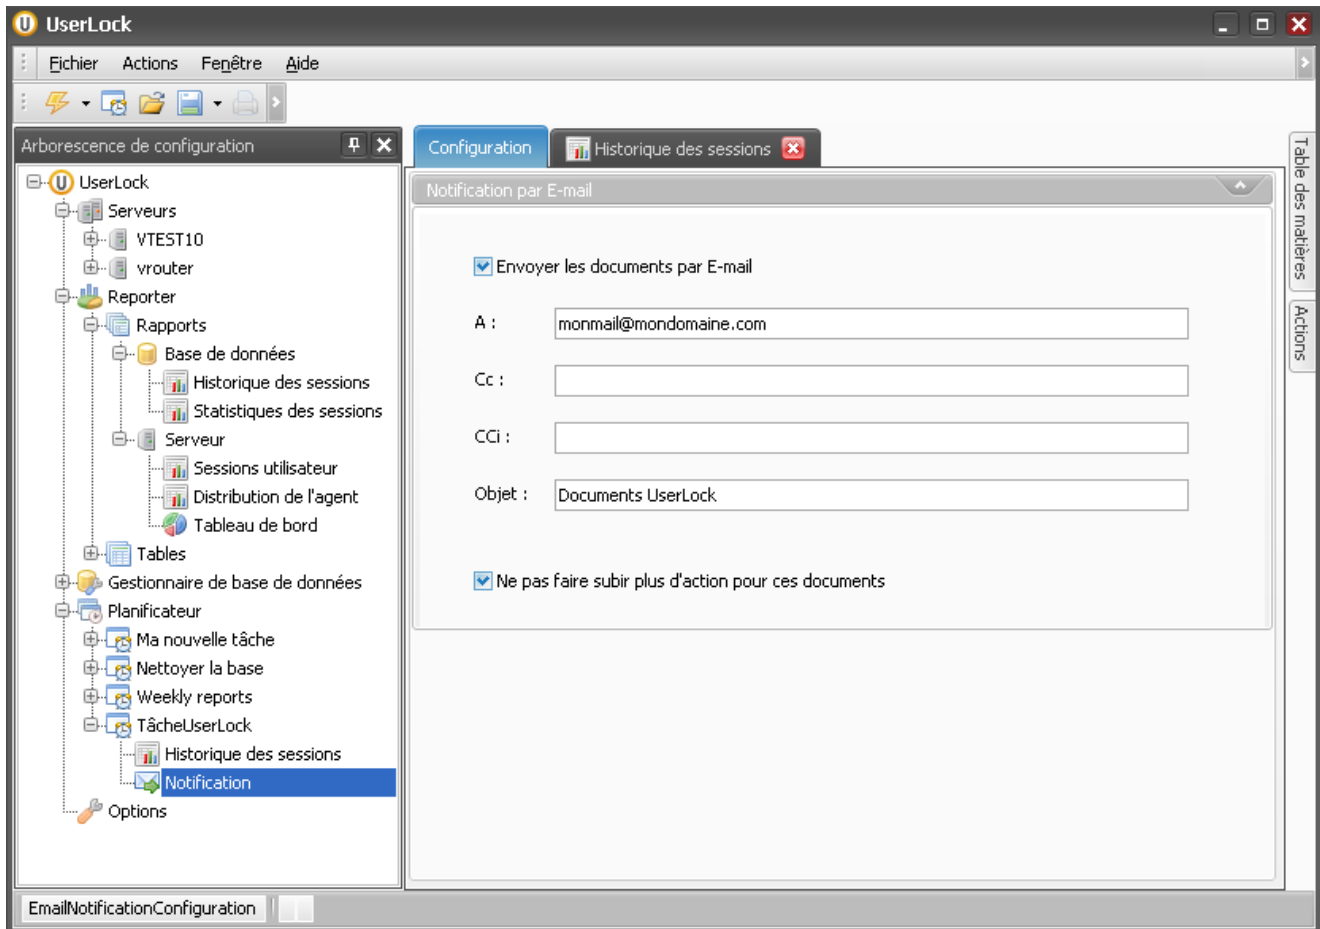 UserLock
Fichier Actions Fenêtre Aide
Arborescence de configuration
UserLock
Serveurs
VTEST10
vrouter
Reporter
Rapports
Base de données
Historique des sessions
Statistiques des sessions
Serveur
Sessions utilisateur
Distribution de l'agent
Tableau de bord
Tables
Gestionnaire de base de données
Planificateur
Ma nouvelle tâche
Nettoyer la base
Weekly reports
TâcheUserLock
Historique des sessions
Notification
Options
Configuration
Historique des sessions
Notification par E-mail
Envoyer les documents par E-mail
A : monmail@mondomaine.com
Cc :
CCi :
Objet : Documents UserLock
Ne pas faire subir plus d'action pour ces documents
Table des matières
Actions
EmailNotificationConfiguration